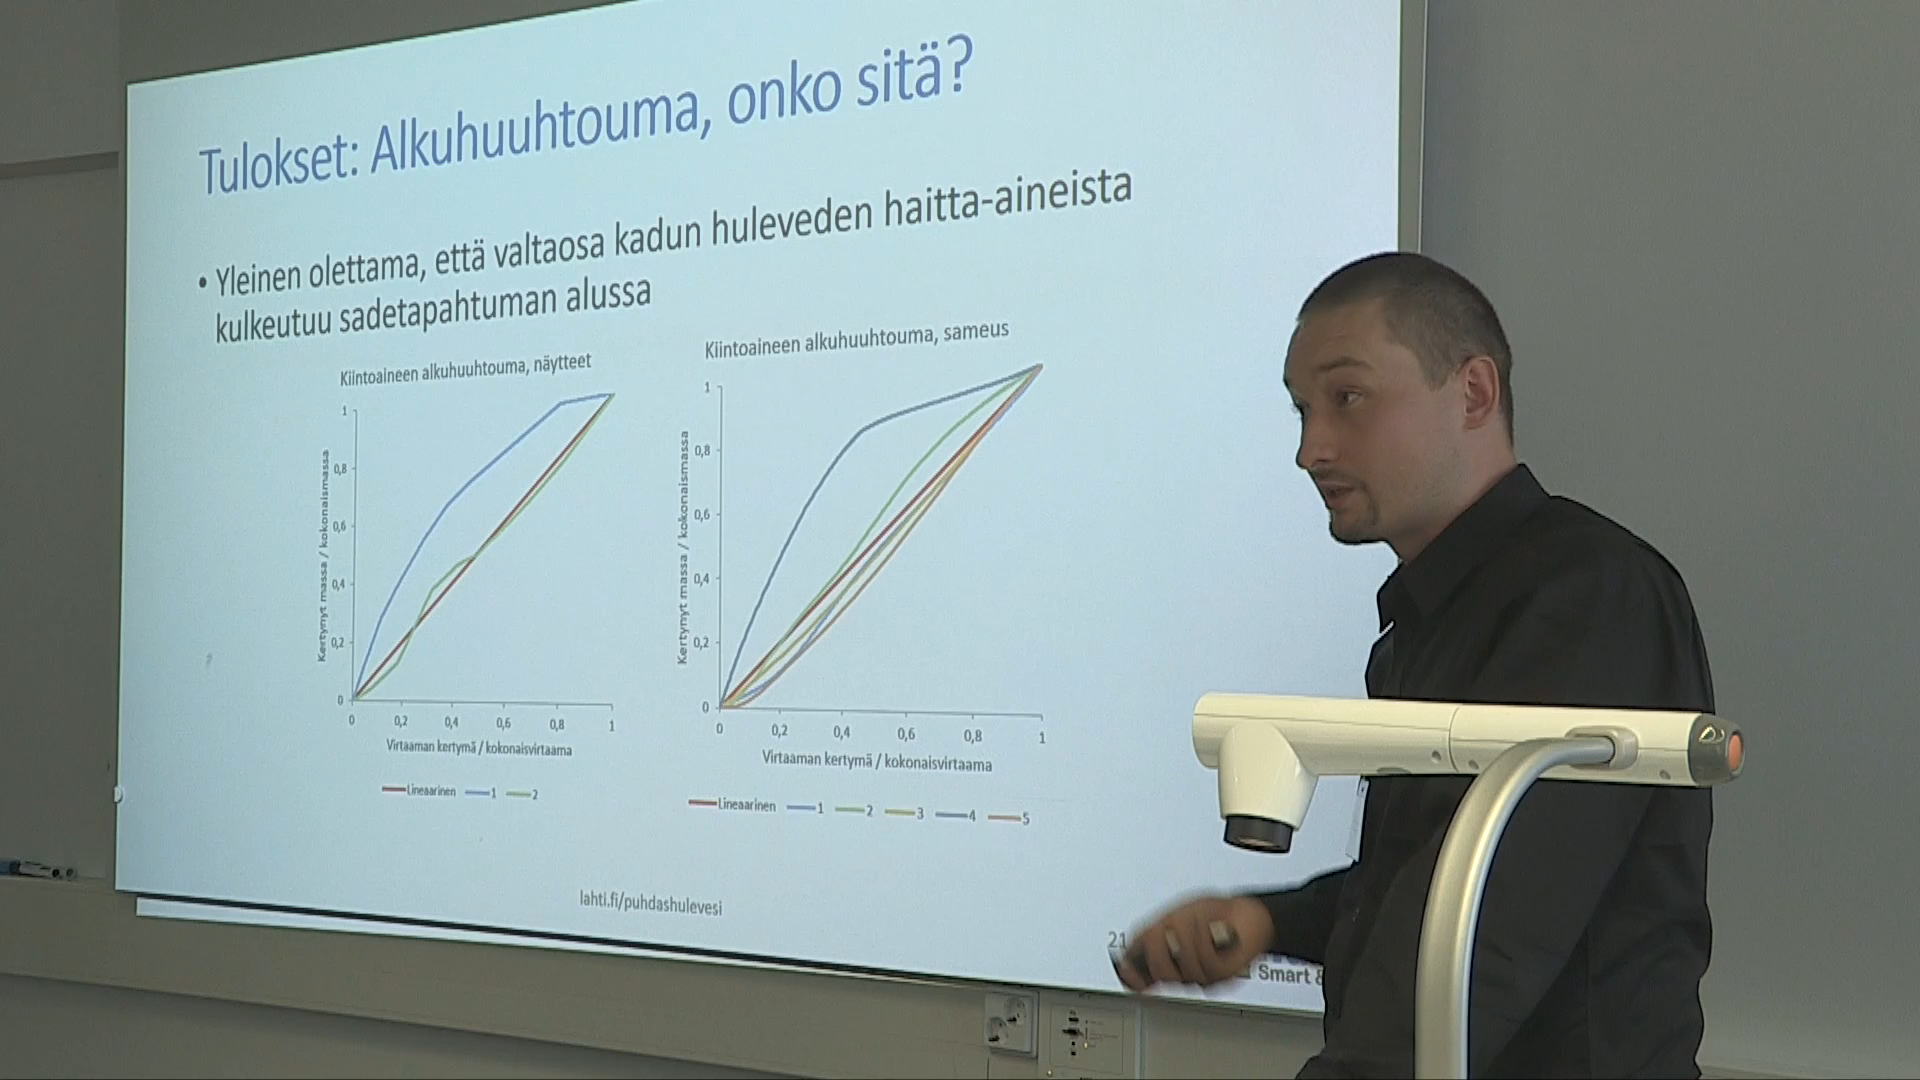 Tulokset: Alkuhuuhtouma, onko sitä?
• Yleinen olettama, että valtaosa kadun huleveden haitta-aineista
kulkeutuu sadetapahtuman alussa
Kiintoaineen alkuhuuhtouma, näytteet
Kertynyt massa / kokonaismassa
1
0,8
0,6
0,4
0,2
0
0 0,2 0,4 0,6 0,8 1
Virtaaman kertymä / kokonaisvirtaama
Lineaarinen 1 2
Kiintoaineen alkuhuuhtouma, sameus
Kertynyt massa / kokonaismassa
1
0,8
0,6
0,4
0,2
0
0 0,2 0,4 0,6 0,8 1
Virtaaman kertymä / kokonaisvirtaama
Lineaarinen 1 2 3 4 5
lahti.fi/puhdashulevesi
21
Smart &